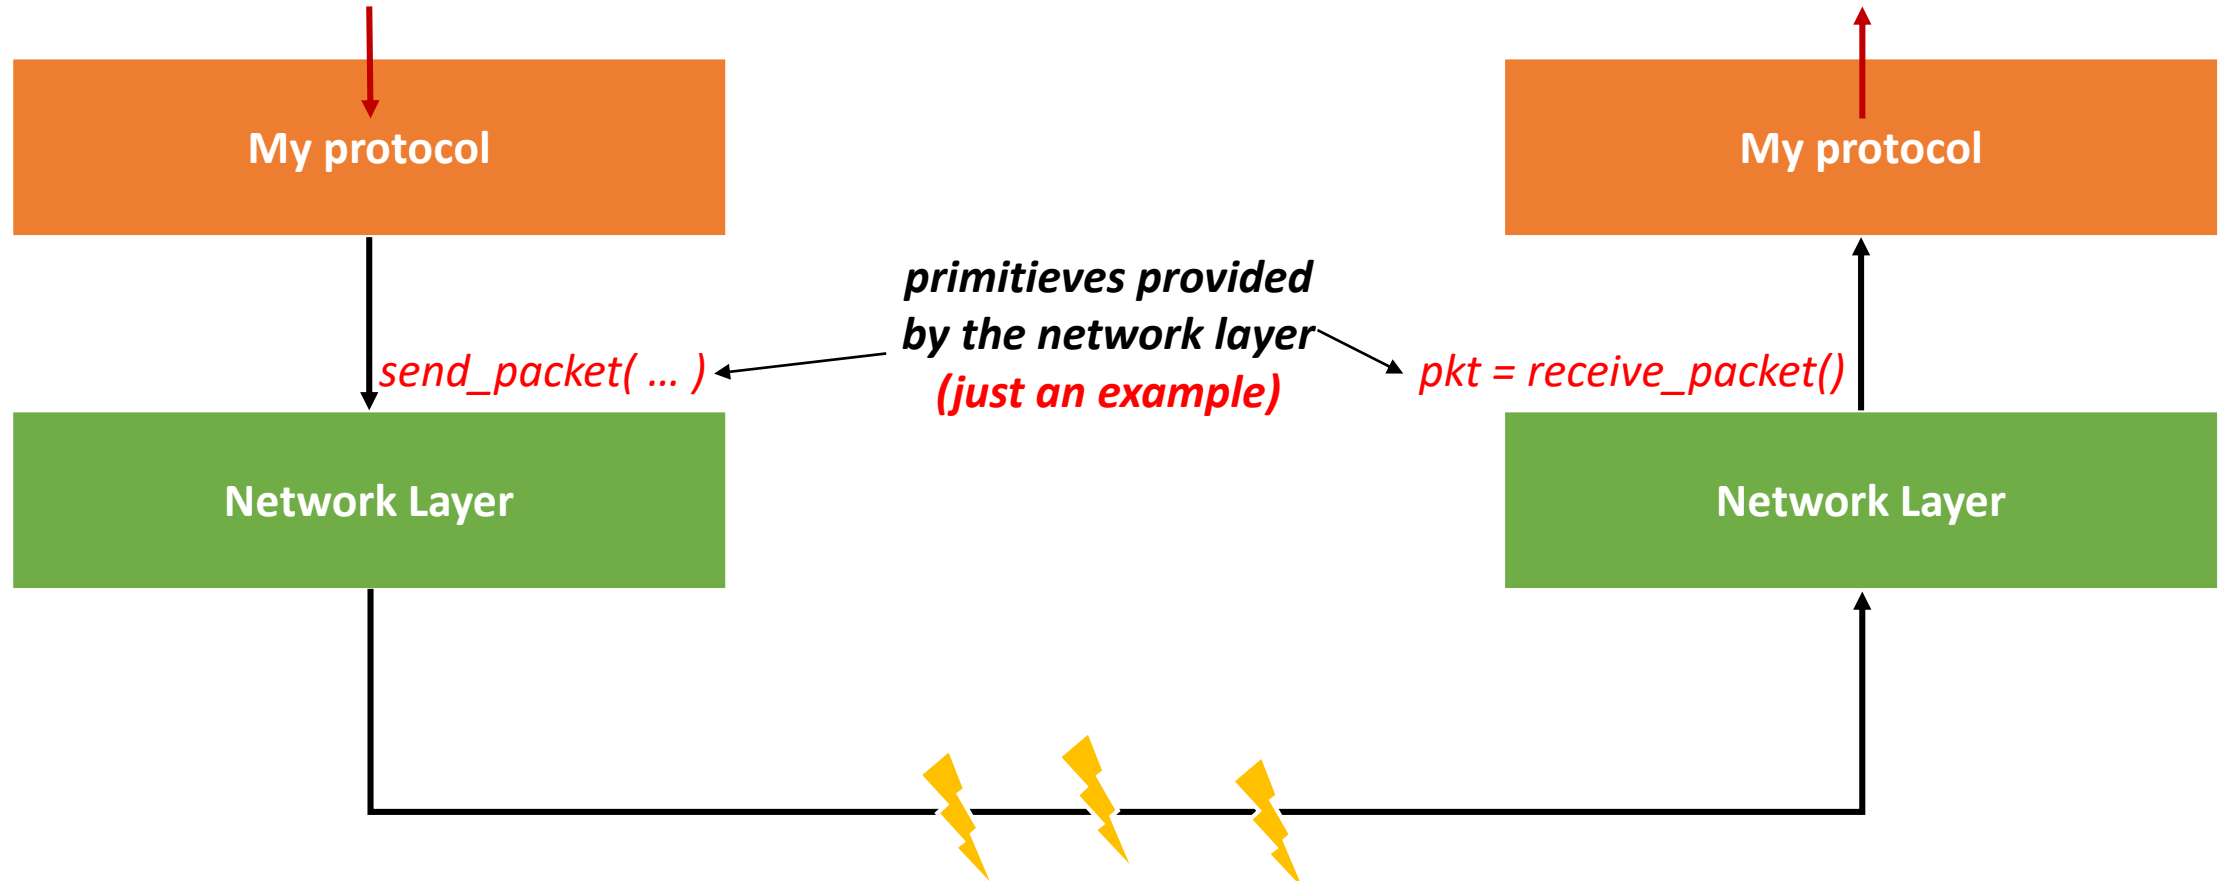 My protocol
My protocol
primitieves provided
by the network layer
(just an example)
send_packet( … )
pkt = receive_packet()
Network Layer
Network Layer